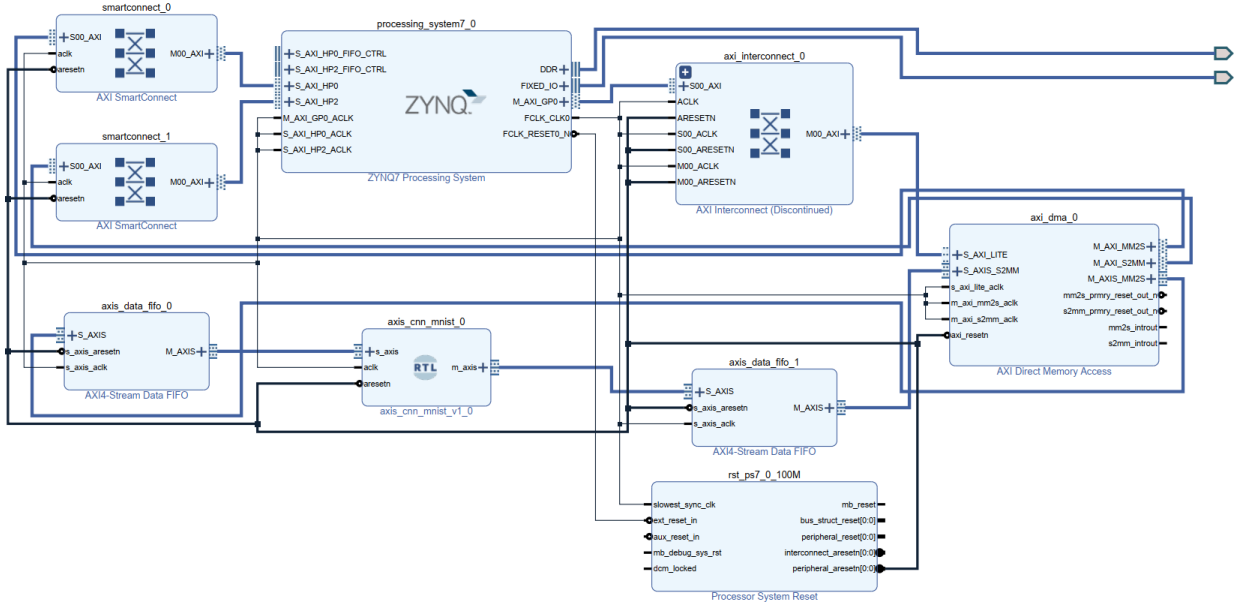 smartconnect_0
S00_AXI
aclk
aresetn
M00_AXI
AXI SmartConnect
smartconnect_1
S00_AXI
aclk
aresetn
M00_AXI
AXI SmartConnect
processing_system7_0
S_AXI_HP0_FIFO_CTRL
S_AXI_HP2_FIFO_CTRL
S_AXI_HP0
S_AXI_HP2
M_AXI_GP0_ACLK
S_AXI_HP0_ACLK
S_AXI_HP2_ACLK
ZYNQ
DDR
FIXED_IO
M_AXI_GP0
FCLK_CLK0
FCLK_RESET0_N
ZYNQ7 Processing System
axi_interconnect_0
S00_AXI
ACLK
ARESETN
S00_ACLK
S00_ARESETN
M00_ACLK
M00_ARESETN
M00_AXI
AXI Interconnect (Discontinued)
axi_dma_0
S_AXI_LITE
S_AXIS_S2MM
s_axi_lite_aclk
m_axi_mm2s_aclk
m_axi_s2mm_aclk
axi_resetn
M_AXI_MM2S
M_AXI_S2MM
M_AXIS_MM2S
mm2s_prmry_reset_out_n
s2mm_prmry_reset_out_n
mm2s_introut
s2mm_introut
AXI Direct Memory Access
axis_data_fifo_0
S_AXIS
s_axis_aresetn
s_axis_aclk
M_AXIS
AXI4-Stream Data FIFO
axis_cnn_mnist_0
s_axis
aclk
aresetn
RTL
m_axis
axis_cnn_mnist_v1_0
axis_data_fifo_1
S_AXIS
s_axis_aresetn
s_axis_aclk
M_AXIS
AXI4-Stream Data FIFO
rst_ps7_0_100M
slowest_sync_clk
ext_reset_in
aux_reset_in
mb_debug_sys_rst
dcm_locked
mb_reset
bus_struct_reset[0:0]
peripheral_reset[0:0]
interconnect_aresetn[0:0]
peripheral_aresetn[0:0]
Processor System Reset